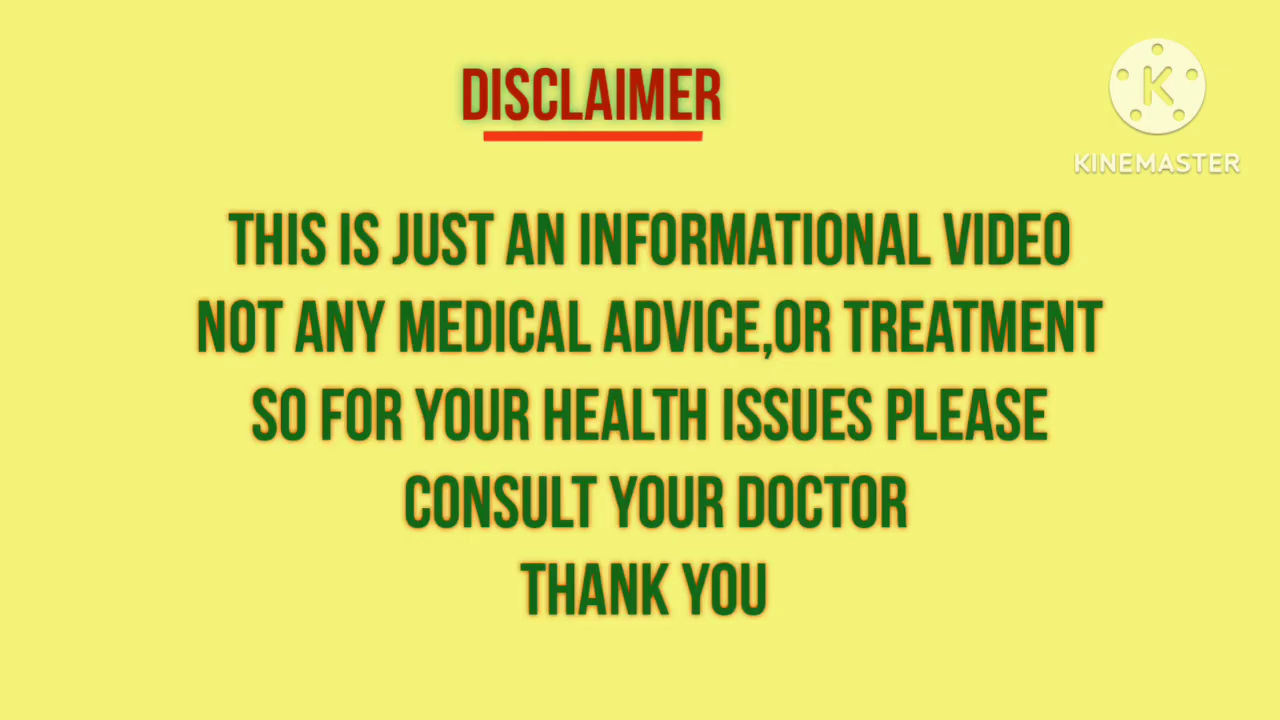 DISCLAIMER
K
KINEMASTER
THIS IS JUST AN INFORMATIONAL VIDEO
NOT ANY MEDICAL ADVICE,OR TREATMENT
SO FOR YOUR HEALTH ISSUES PLEASE
CONSULT YOUR DOCTOR
THANK YOU